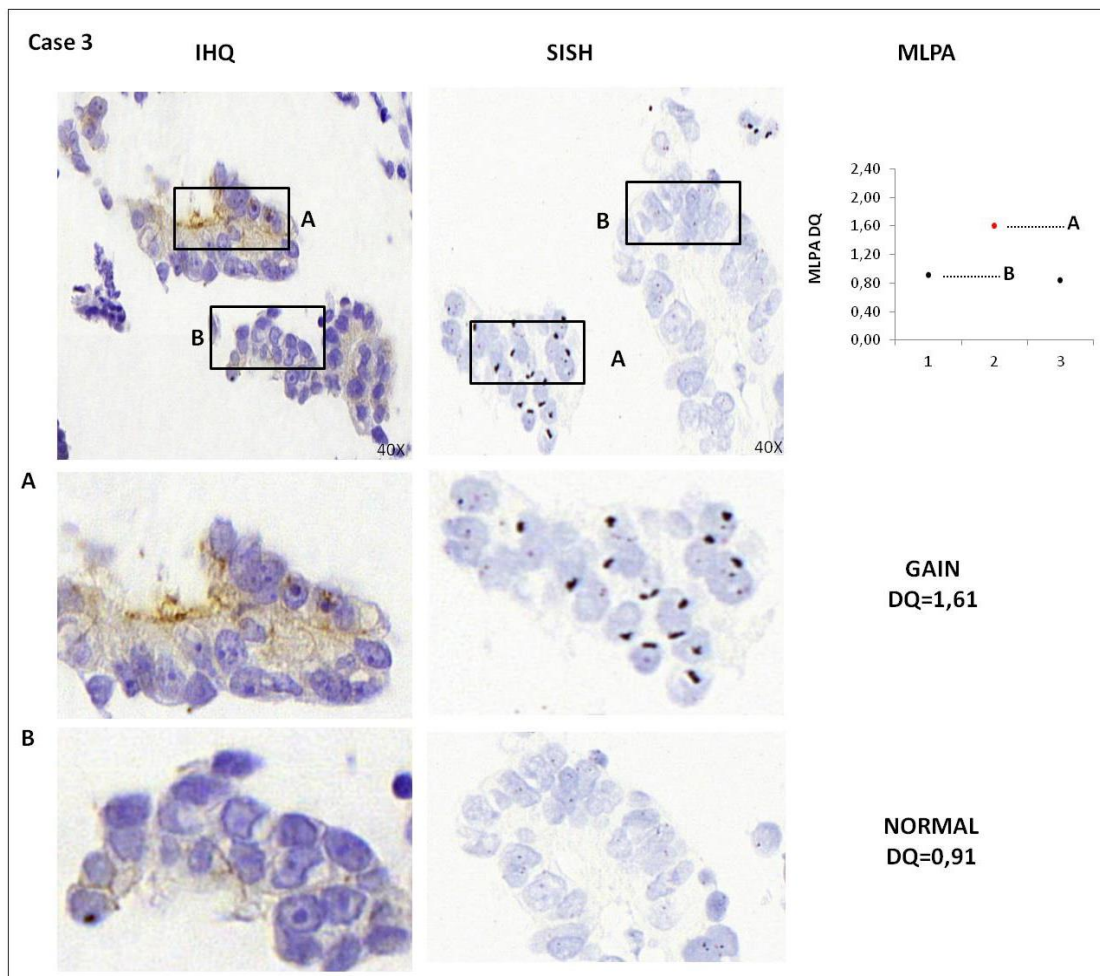 Case 3
IHQ
SISH
MLPA
A
B
40X
B
A
40X
MLPA DQ
2,40
2,00
1,60
1,20
0,80
0,40
0,00
A
B
1 2 3
A
GAIN
DQ=1,61
B
NORMAL
DQ=0,91